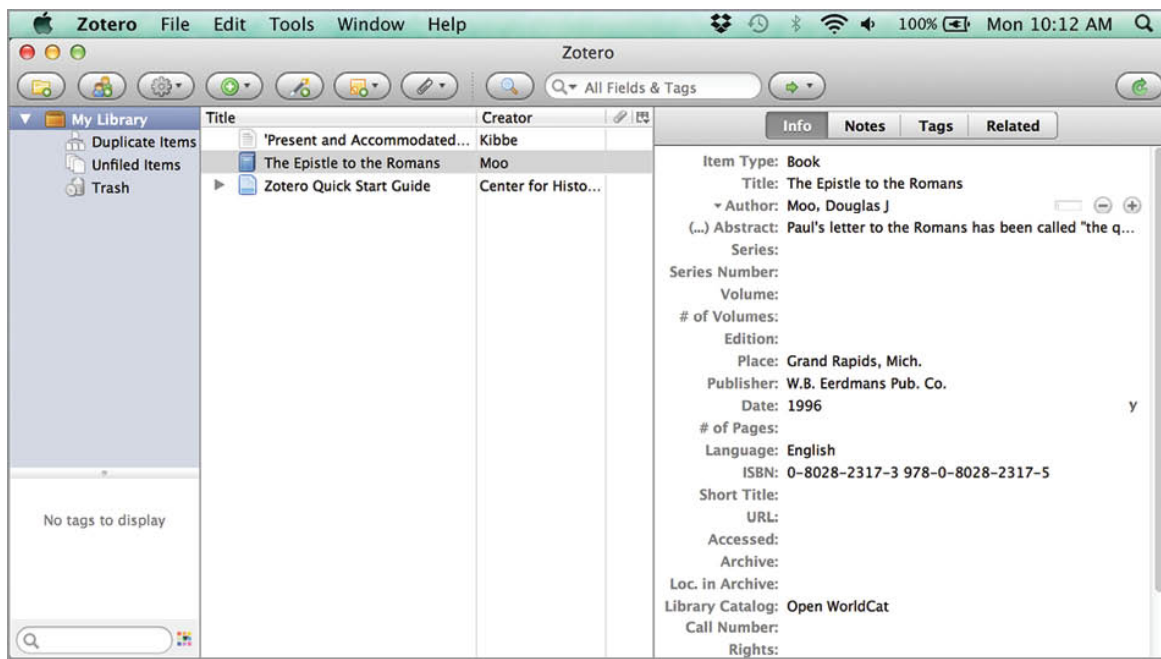 Zotero File Edit Tools Window Help 100% Mon 10:12 AM
Zotero
All Fields & Tags
My Library
Duplicate Items
Unfiled Items
Trash
No tags to display
Title Creator
'Present and Accommodated... Kibbe
The Epistle to the Romans Moo
Zotero Quick Start Guide Center for Histo...
Info Notes Tags Related
Item Type: Book
Title: The Epistle to the Romans
Author: Moo, Douglas J
(...) Abstract: Paul's letter to the Romans has been called "the q...
Series:
Series Number:
Volume:
# of Volumes:
Edition:
Place: Grand Rapids, Mich.
Publisher: W.B. Eerdmans Pub. Co.
Date: 1996 y
# of Pages:
Language: English
ISBN: 0-8028-2317-3 978-0-8028-2317-5
Short Title:
URL:
Accessed:
Archive:
Loc. in Archive:
Library Catalog: Open WorldCat
Call Number:
Rights: